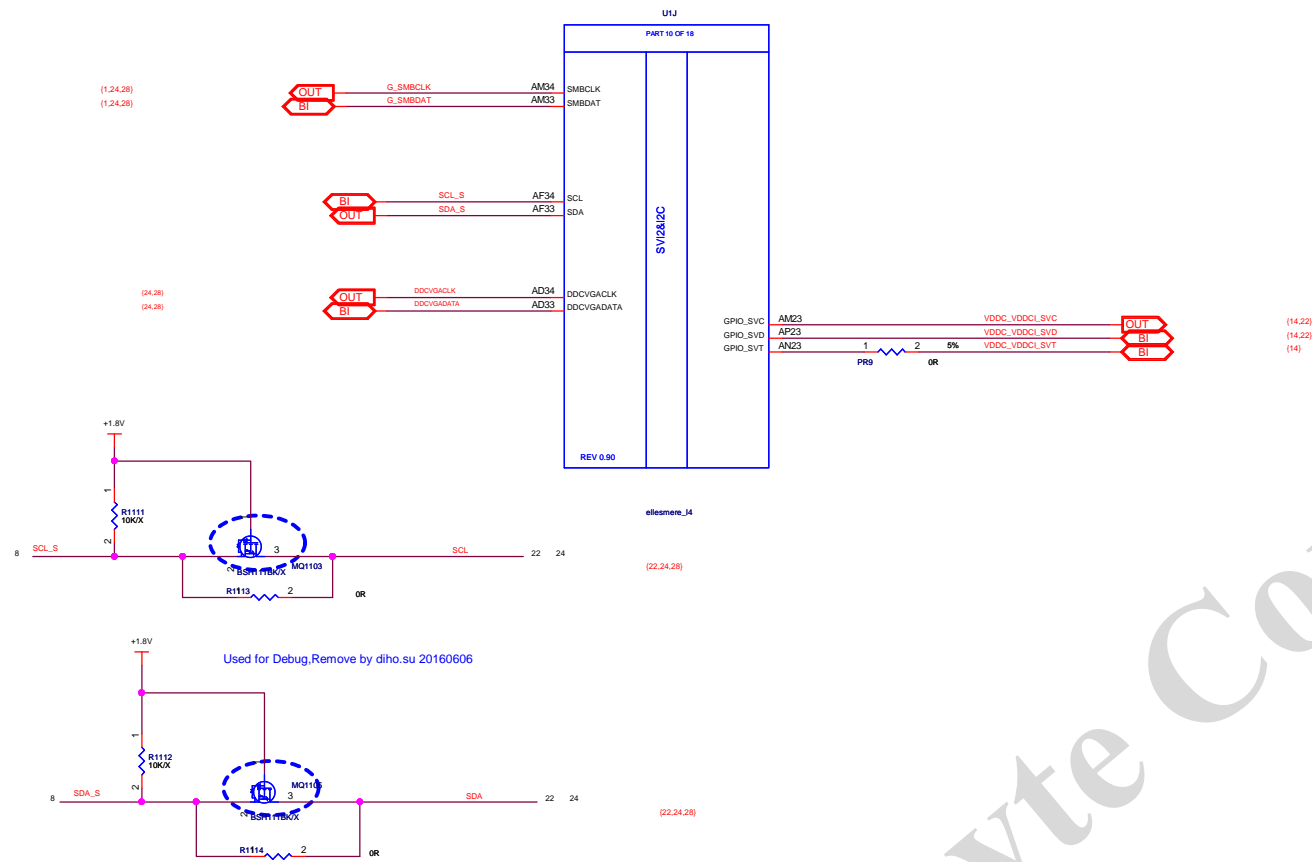 U1J
PART 10 OF 18
(1,24,28) OUT G_SMBCLK AM34 SMBCLK
(1,24,28) BI G_SMBDAT AM33 SMBDAT
BI SCL_S AF34 SCL
OUT SDA_S AF33 SDA
SVI2&I2C
(24,28) OUT DDCVGACLK AD34 DDCVGACLK
(24,28) BI DDCVGADATA AD33 DDCVGADATA
GPIO_SVC AM23 VDDC_VDDCI_SVC OUT (14,22)
GPIO_SVD AP23 VDDC_VDDCI_SVD BI (14,22)
GPIO_SVT AN23 1 2 5% VDDC_VDDCI_SVT BI (14)
PR9 0R
REV 0.90
ellesmere_l4
+1.8V
1
R1111
10K/X
2
8 SCL_S 3 SCL 22 24
2
MQ1103
BSH111BK/X
(22,24,28)
R1113 1 2 0R
+1.8V
Used for Debug,Remove by diho.su 20160606
1
R1112
10K/X
2
MQ1105
8 SDA_S 3 SDA 22 24
2
BSH111BK/X
(22,24,28)
R1114 1 2 0R